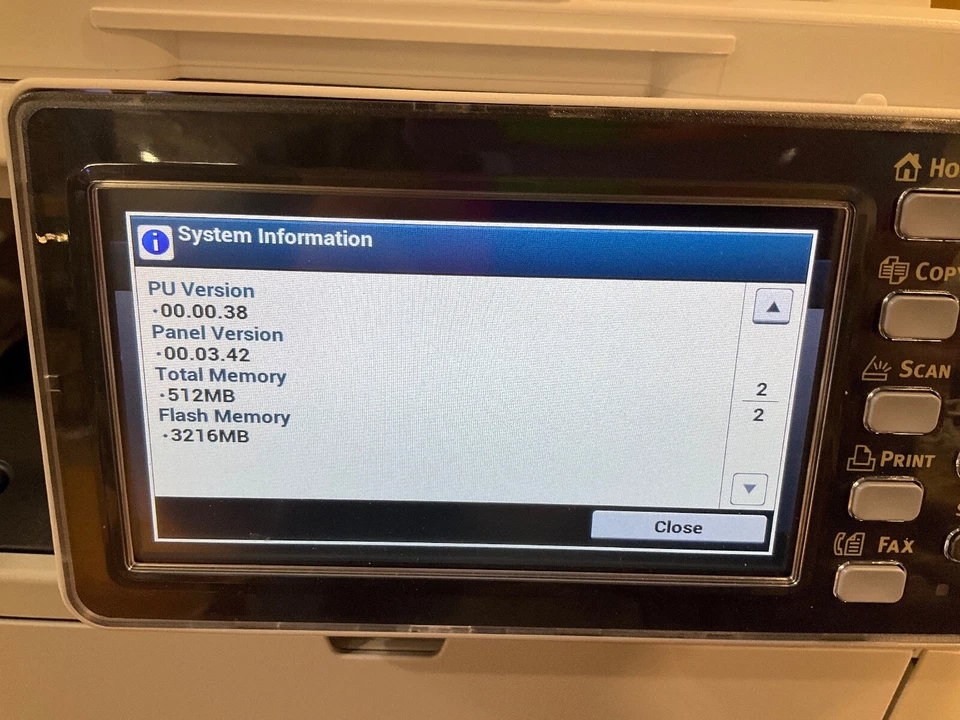 System Information
PU Version
·00.00.38
Panel Version
·00.03.42
Total Memory
·512MB
Flash Memory
·3216MB
2
2
Close
COPY
SCAN
PRINT
FAX